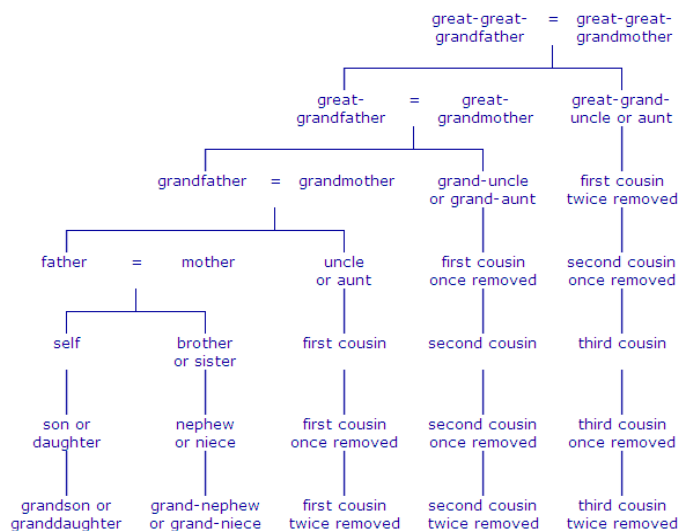 great-great-grandfather = great-great-grandmother
great-grandfather = great-grandmother great-grand-uncle or aunt
grandfather = grandmother grand-uncle or grand-aunt first cousin twice removed
father = mother uncle or aunt first cousin once removed second cousin once removed
self brother or sister first cousin second cousin third cousin
son or daughter nephew or niece first cousin once removed second cousin once removed third cousin once removed
grandson or granddaughter grand-nephew or grand-niece first cousin twice removed second cousin twice removed third cousin twice removed